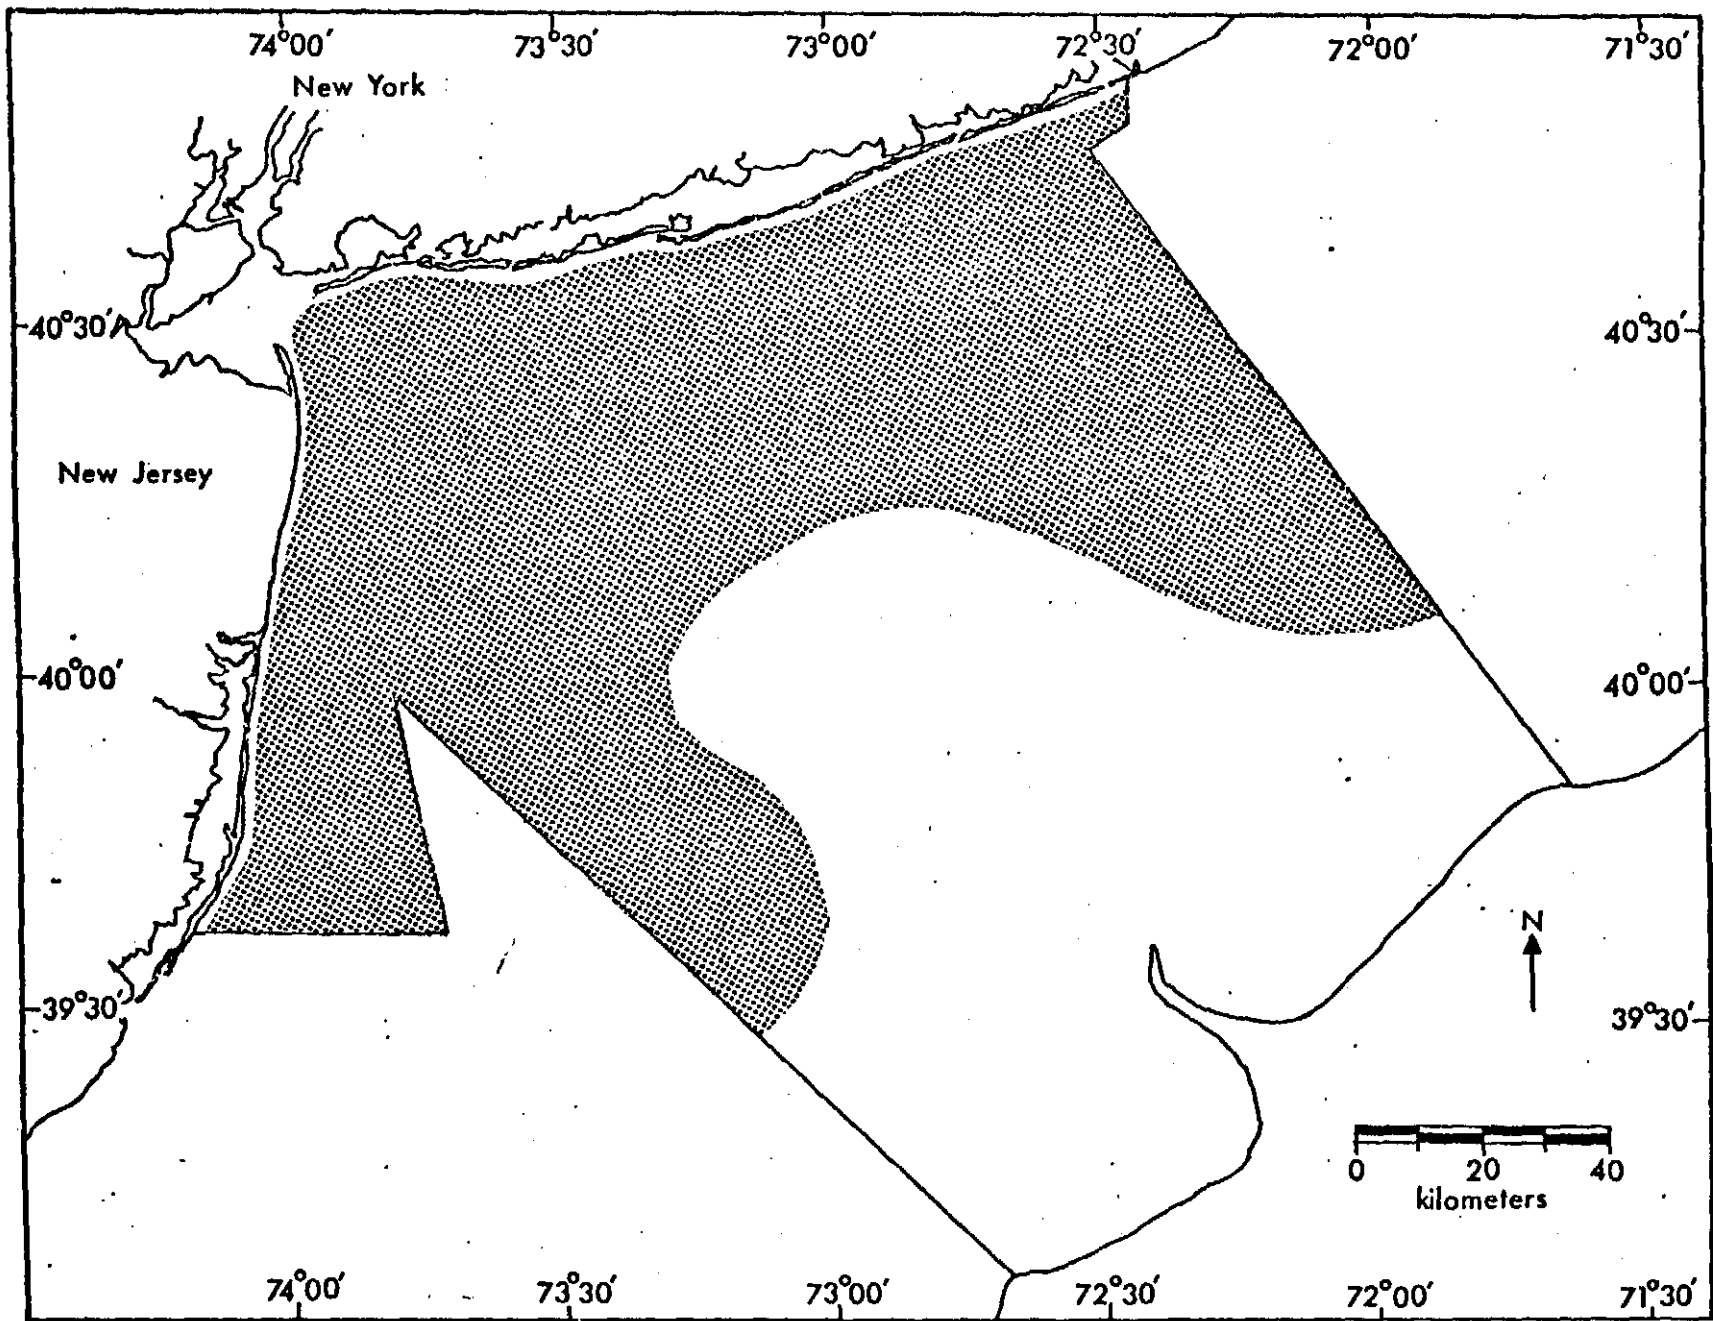 74°00′ 73°30′ 73°00′ 72°30′ 72°00′ 71°30′
New York
40°30′ 40°30′
New Jersey
40°00′ 40°00′
N
39°30′ 39°30′
0 20 40
kilometers
74°00′ 73°30′ 73°00′ 72°30′ 72°00′ 71°30′